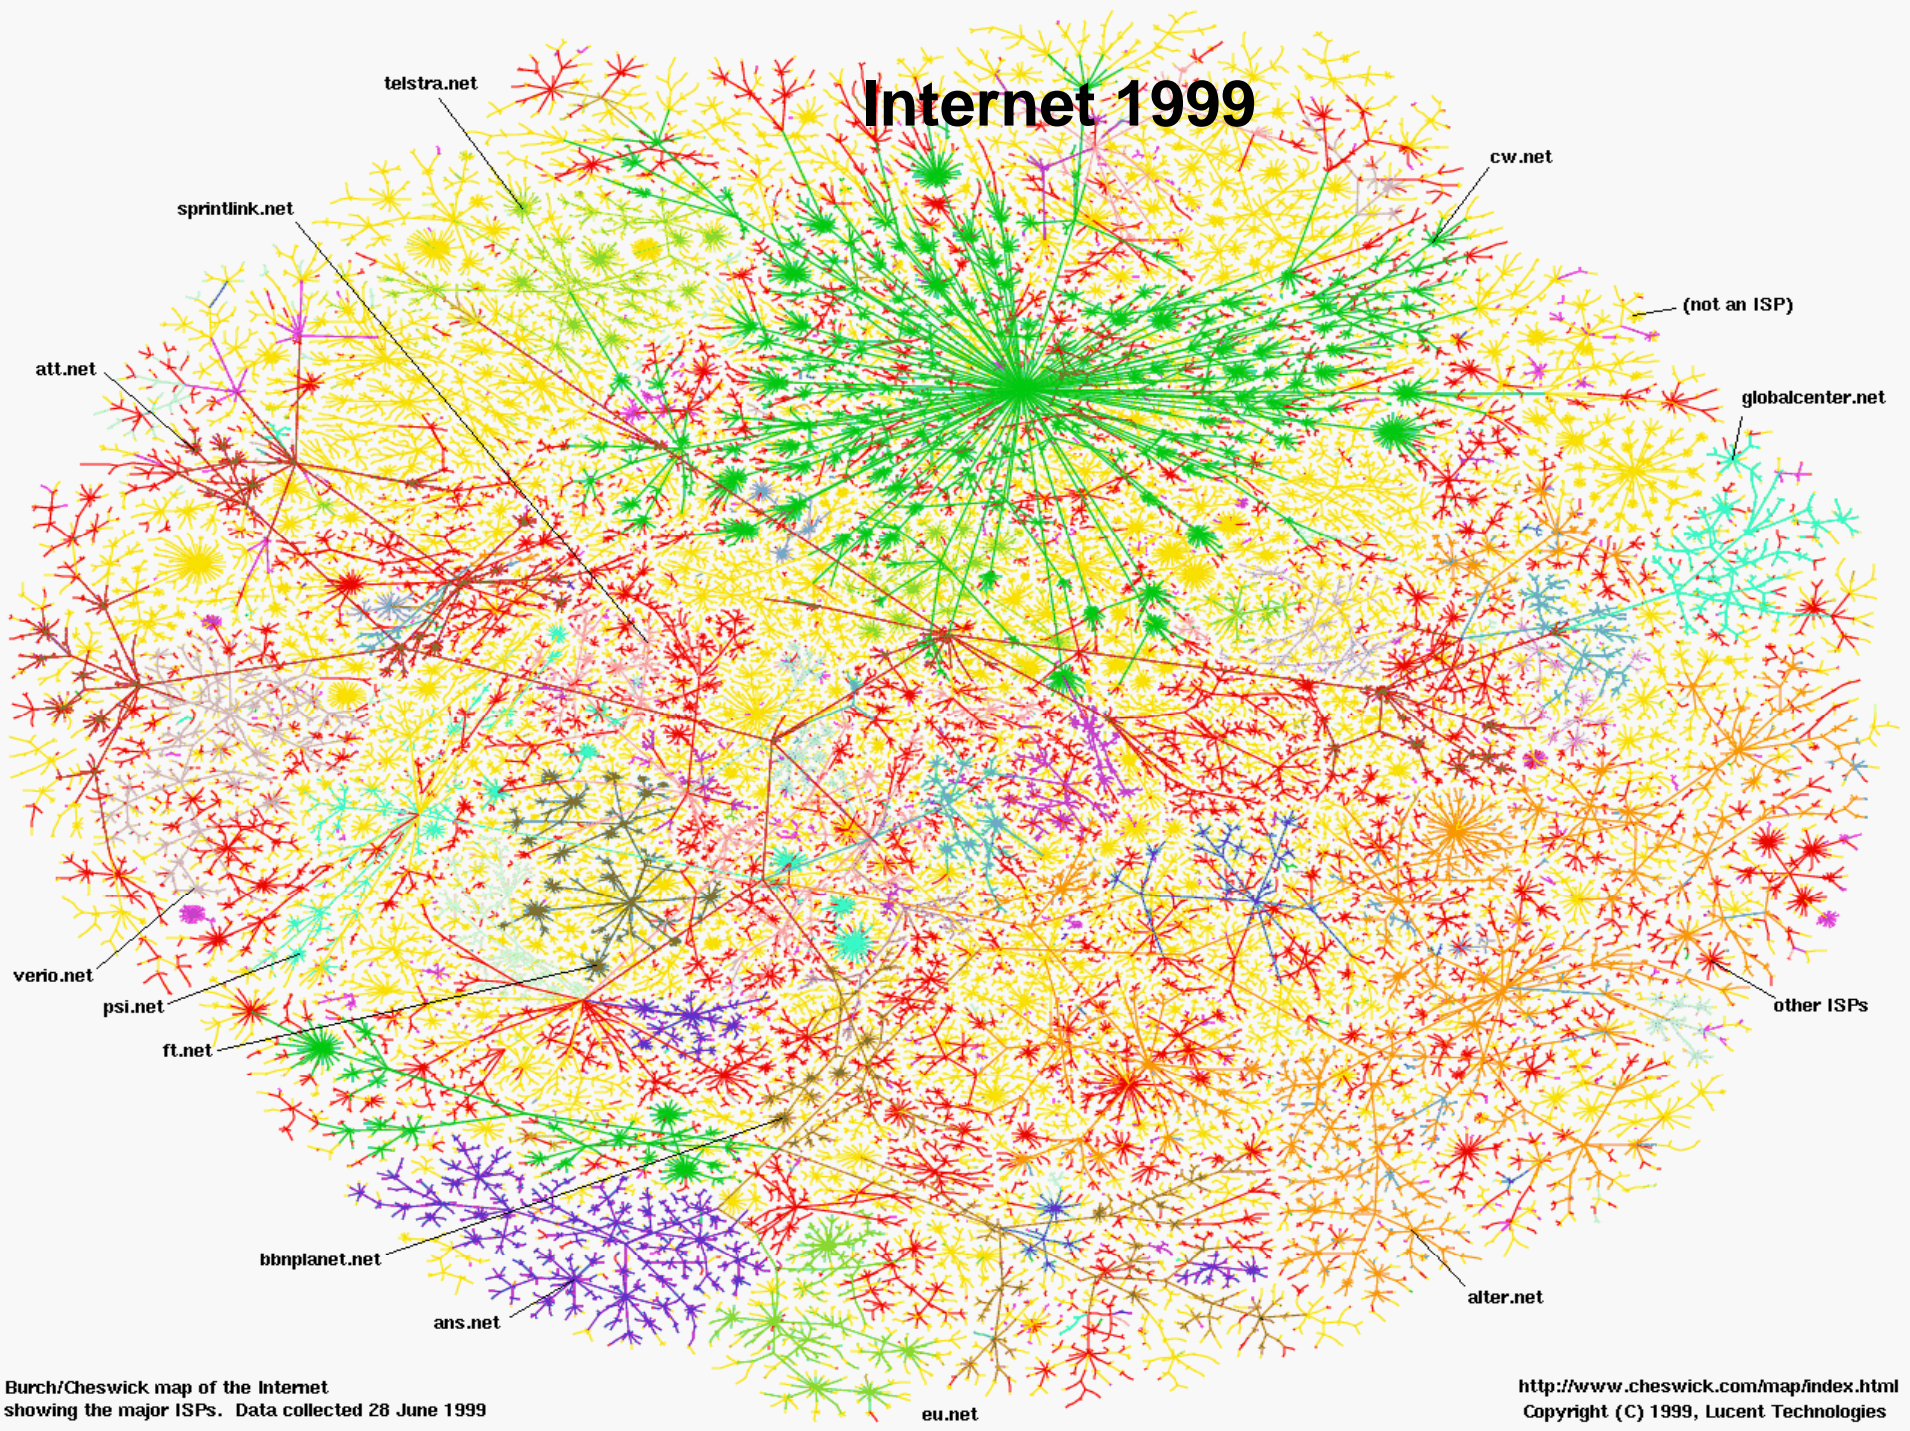 Internet 1999
telstra.net
cw.net
sprintlink.net
(not an ISP)
att.net
globalcenter.net
verio.net
psi.net
other ISPs
ft.net
bbnplanet.net
alter.net
ans.net
Burch/Cheswick map of the Internet
showing the major ISPs.  Data collected 28 June 1999
eu.net
http://www.cheswick.com/map/index.html
Copyright (C) 1999, Lucent Technologies